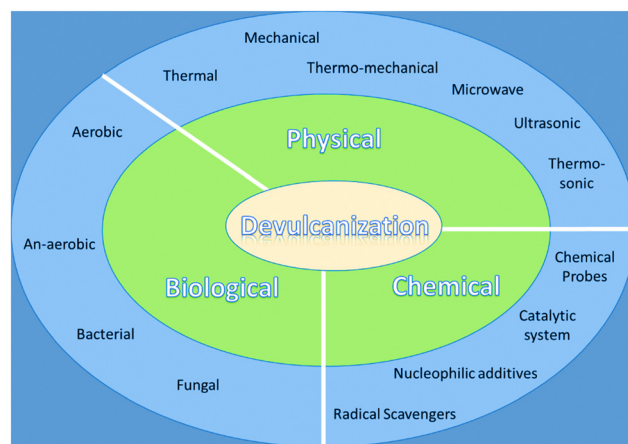 Mechanical
Thermal
Thermo-mechanical
Microwave
Ultrasonic
Thermo-
sonic
Aerobic
Physical
Devulcanization
An-aerobic
Biological
Chemical
Chemical
Probes
Catalytic
system
Bacterial
Fungal
Nucleophilic additives
Radical Scavengers